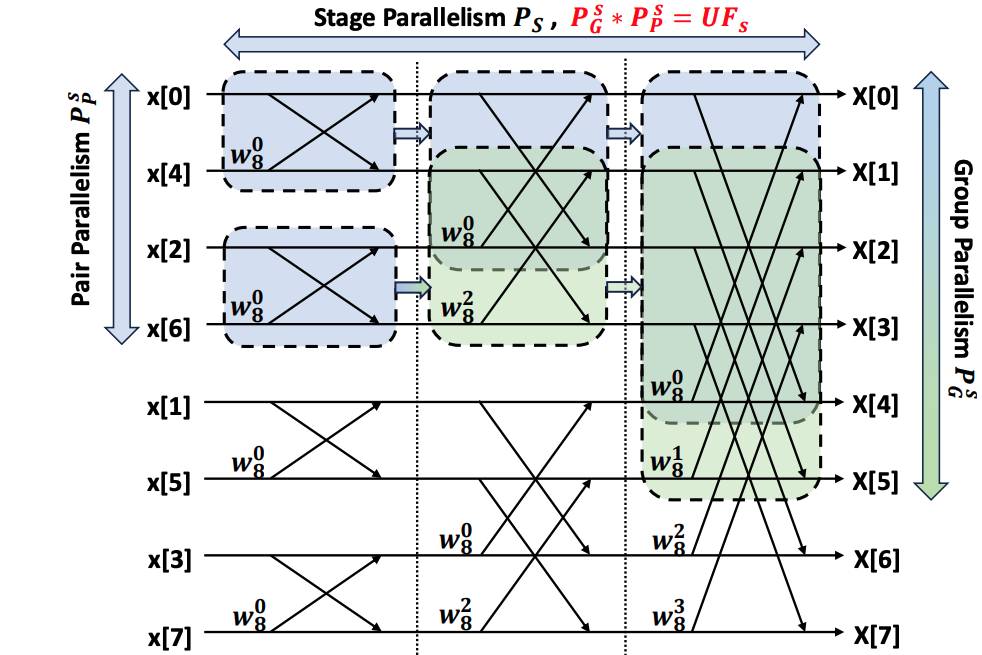 Stage Parallelism P_S , P_G^s * P_P^s = UF_s
Pair Parallelism P_P^s
Group Parallelism P_G^s
x[0] X[0]
w_8^0
x[4] X[1]
w_8^0
x[2] X[2]
w_8^0 w_8^2
x[6] X[3]
w_8^0
x[1] X[4]
w_8^0 w_8^1
x[5] X[5]
w_8^0 w_8^2
x[3] X[6]
w_8^0 w_8^2 w_8^3
x[7] X[7]